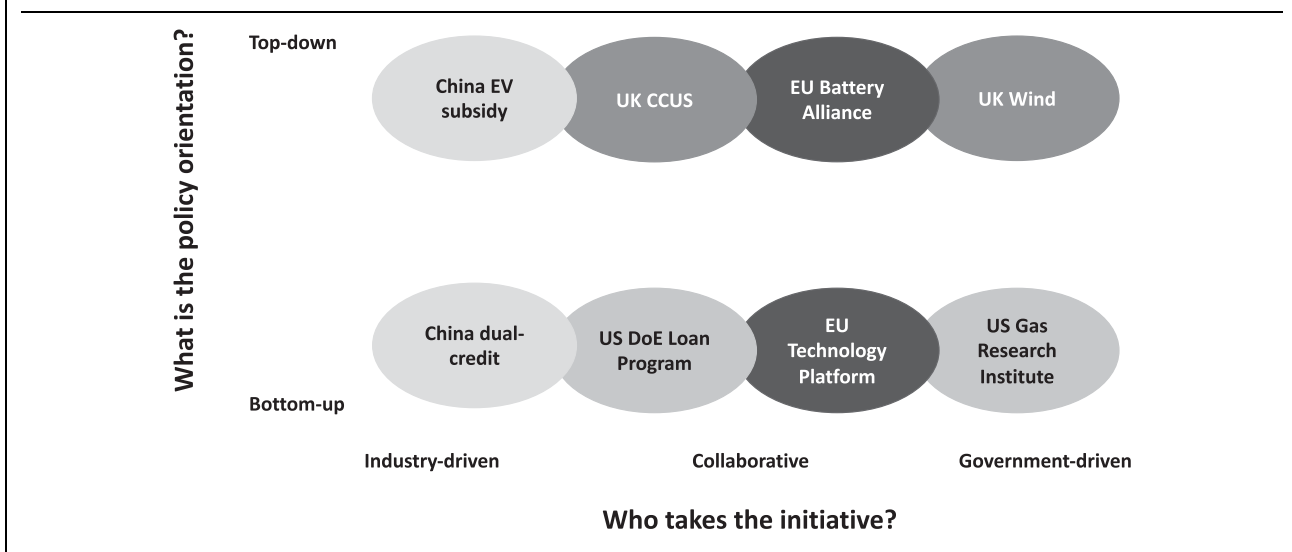 What is the policy orientation?
Top-down
China EV
subsidy
UK CCUS
EU Battery
Alliance
UK Wind
China dual-
credit
US DoE Loan
Program
EU
Technology
Platform
US Gas
Research
Institute
Bottom-up
Industry-driven
Collaborative
Government-driven
Who takes the initiative?